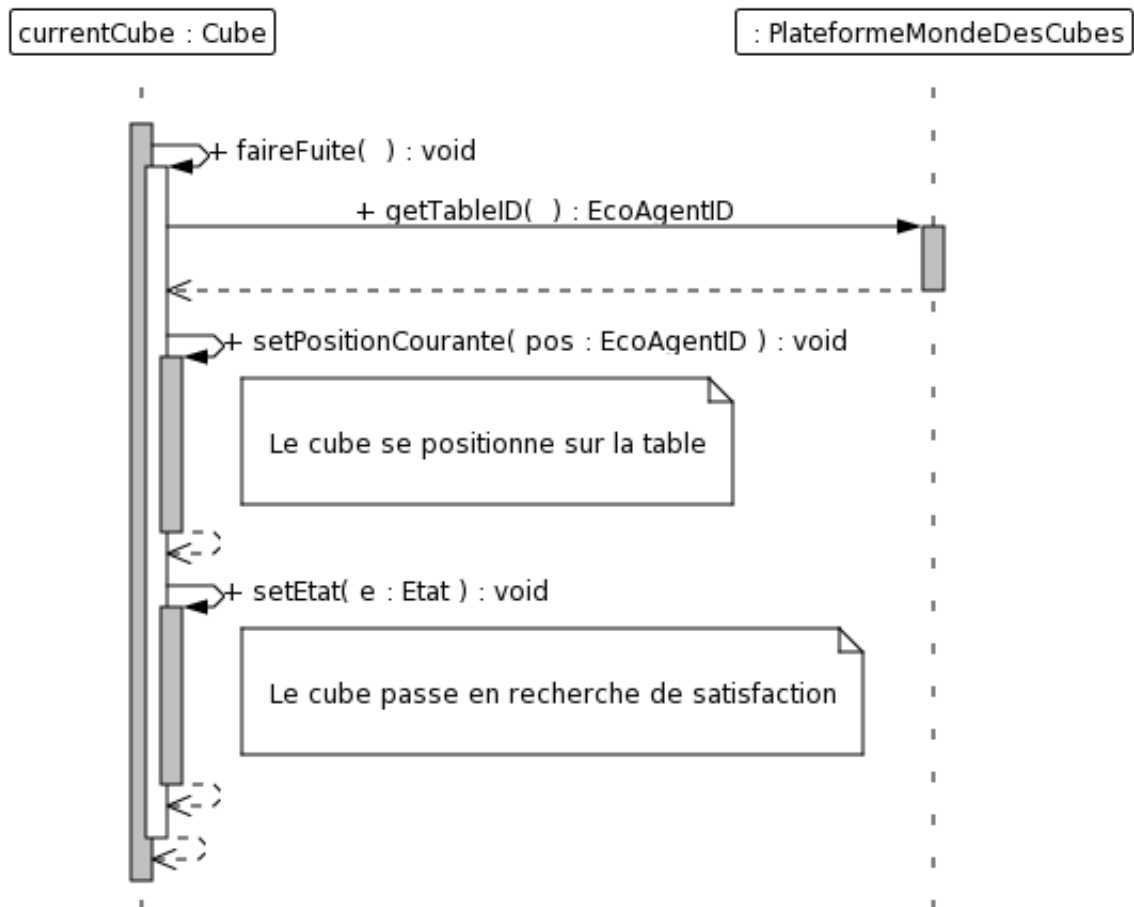 currentCube : Cube
: PlateformeMondeDesCubes
+ faireFuite(  ) : void
+ getTableID(  ) : EcoAgentID
+ setPositionCourante( pos : EcoAgentID ) : void
Le cube se positionne sur la table
+ setEtat( e : Etat ) : void
Le cube passe en recherche de satisfaction